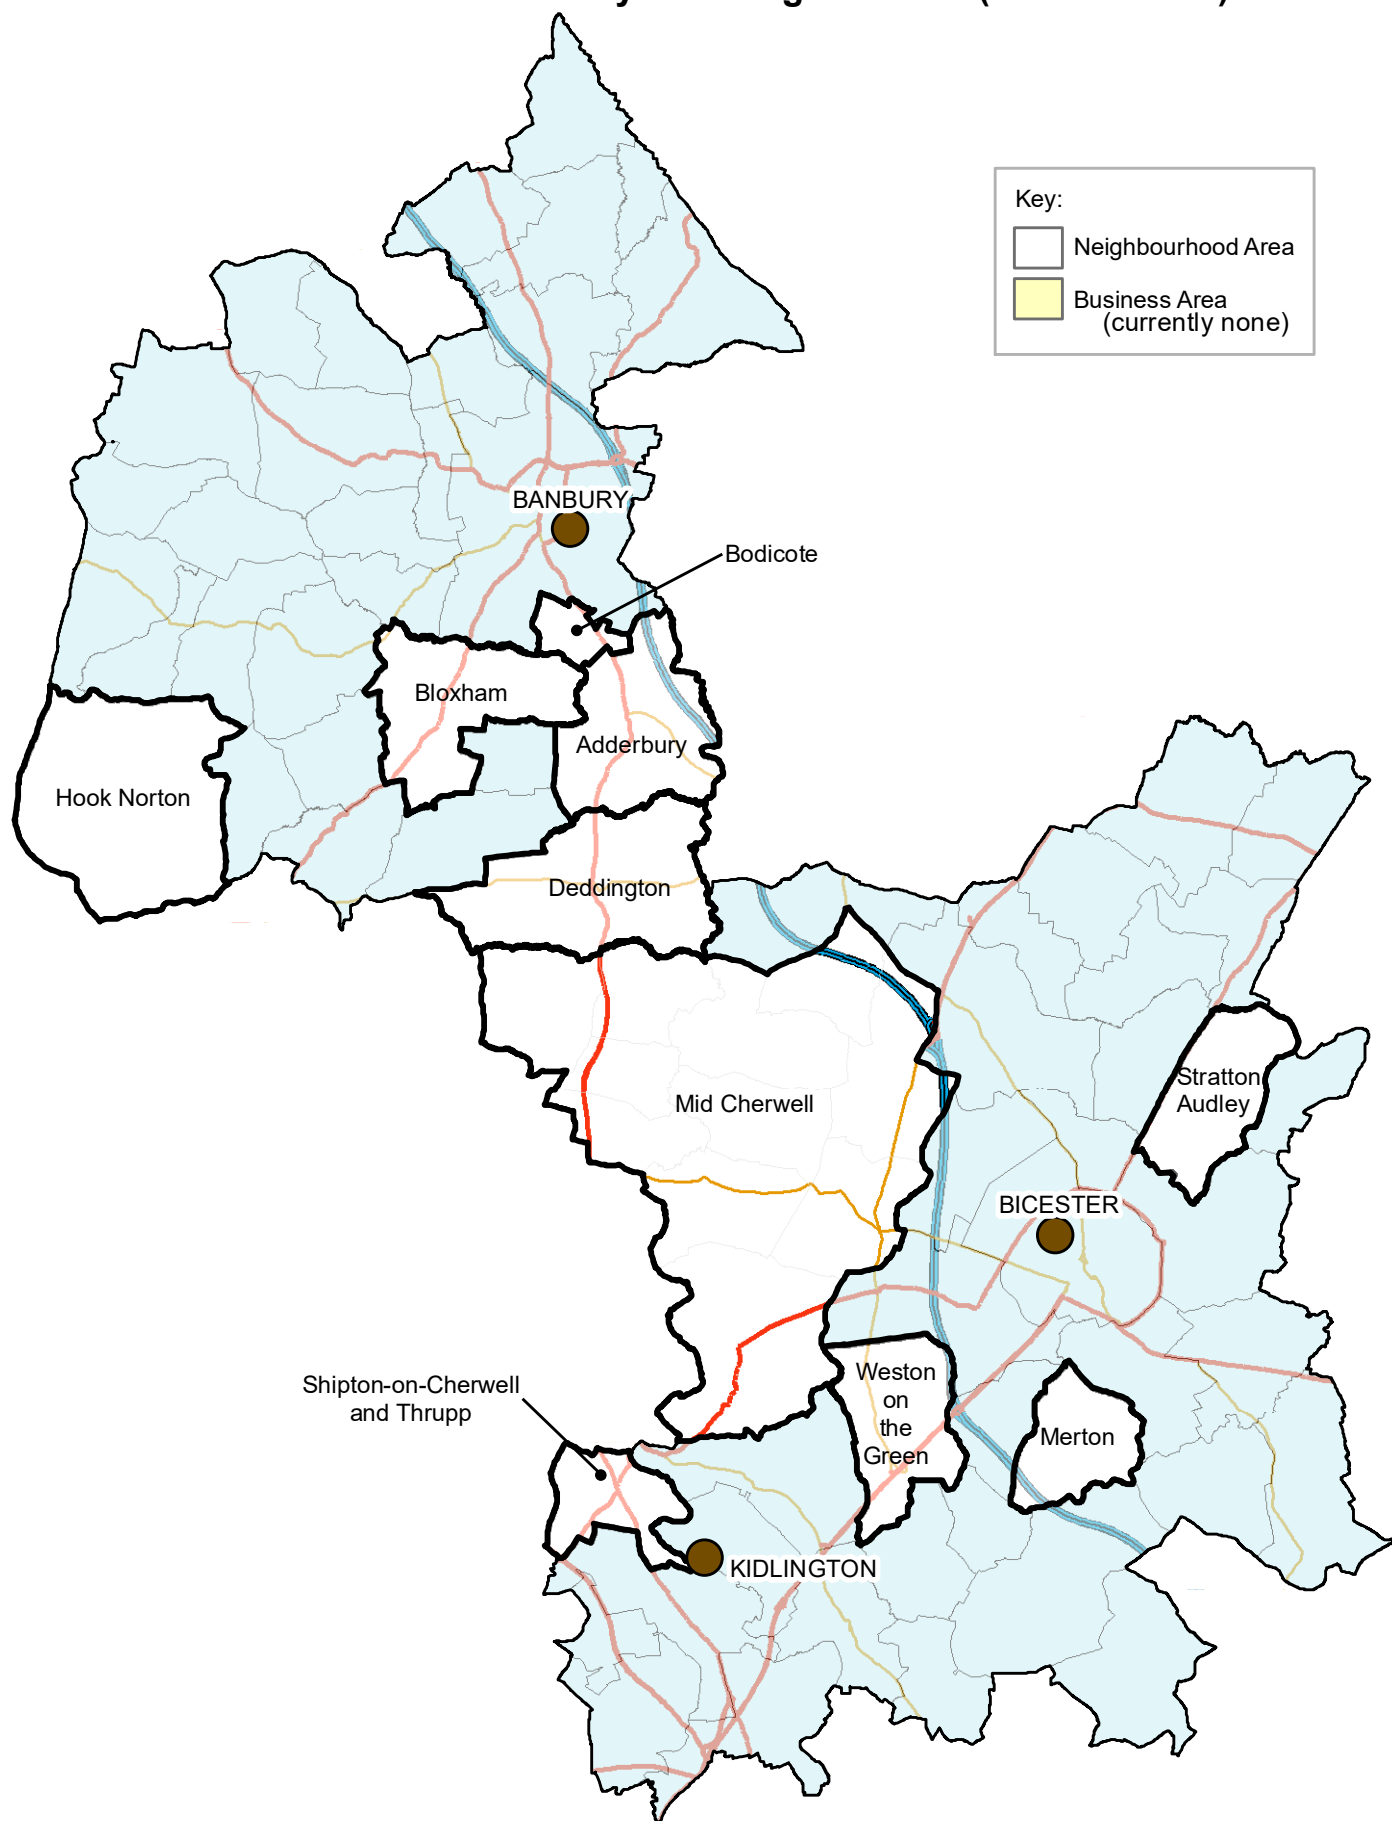 Key:
Neighbourhood Area
Business Area
(currently none)
BANBURY
Bodicote
Bloxham
Adderbury
Hook Norton
Deddington
Mid Cherwell
Stratton
Audley
BICESTER
Shipton-on-Cherwell
and Thrupp
Weston
on
the
Green
Merton
KIDLINGTON